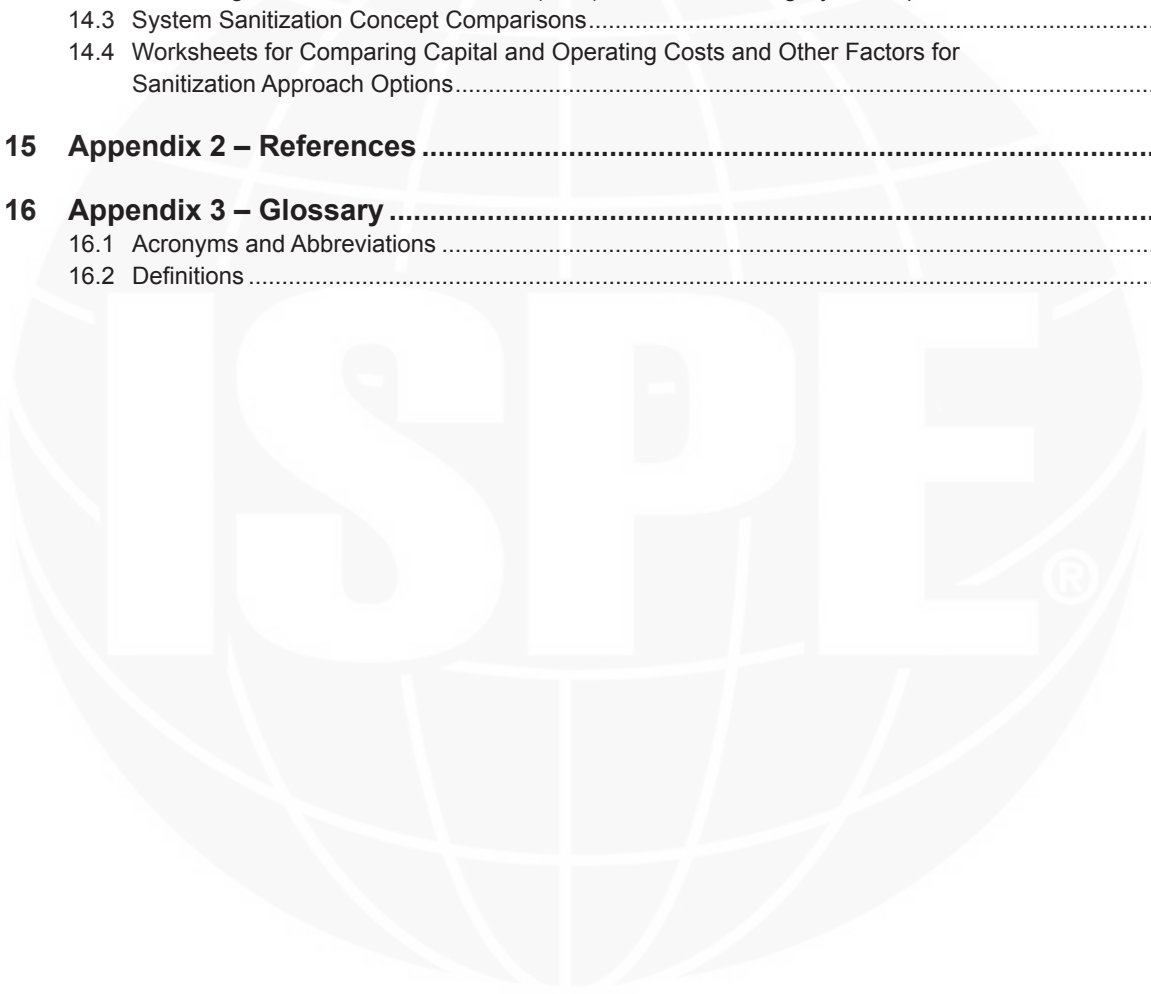 14.3 System Sanitization Concept Comparisons....................................................................................................
14.4 Worksheets for Comparing Capital and Operating Costs and Other Factors for
Sanitization Approach Options.........................................................................................................................
15 Appendix 2 – References ...........................................................................................
16 Appendix 3 – Glossary ................................................................................................
16.1 Acronyms and Abbreviations ............................................................................................................................
16.2 Definitions ...........................................................................................................................................................
ISPE
®